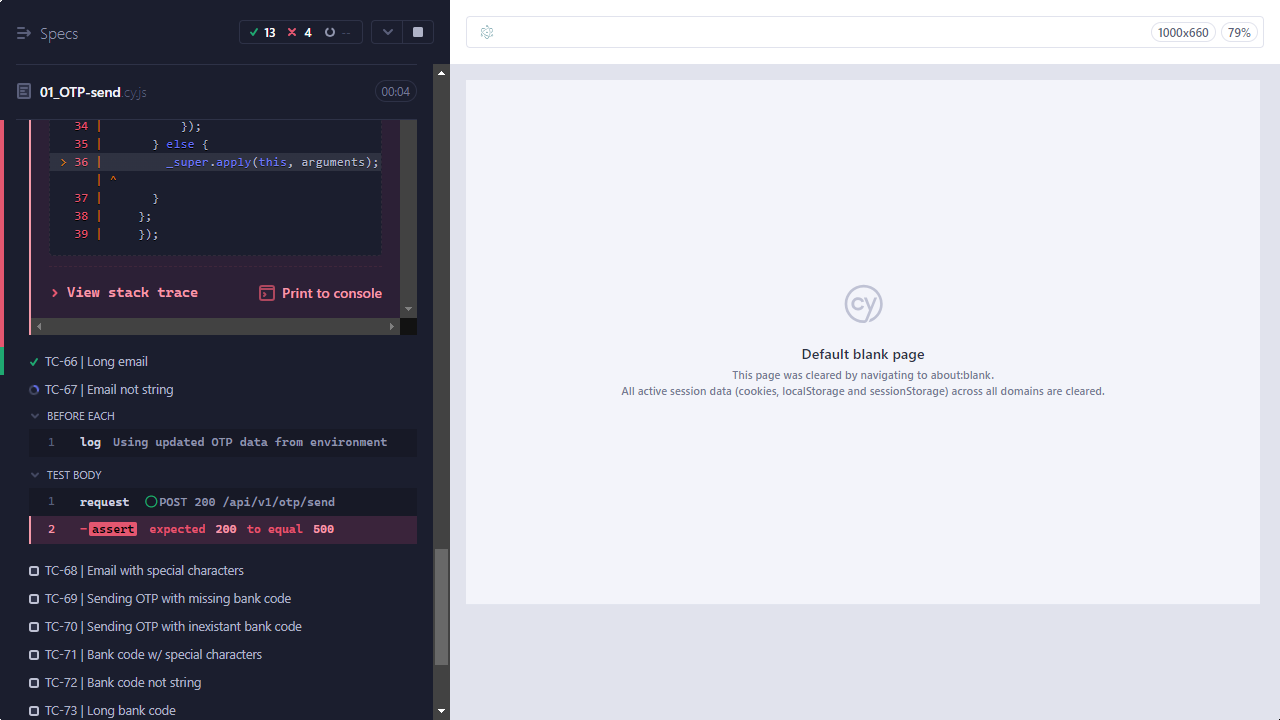 Specs
13
4
--
1000x660
79%
01_OTP-send.cy.js
00:04
34 | });
35 | } else {
> 36 | _super.apply(this, arguments);
| ^
37 | }
38 | };
39 | });
View stack trace
Print to console
TC-66 | Long email
TC-67 | Email not string
BEFORE EACH
1 log Using updated OTP data from environment
TEST BODY
1 request POST 200 /api/v1/otp/send
2 -assert expected 200 to equal 500
TC-68 | Email with special characters
TC-69 | Sending OTP with missing bank code
TC-70 | Sending OTP with inexistant bank code
TC-71 | Bank code w/ special characters
TC-72 | Bank code not string
TC-73 | Long bank code
cy
Default blank page
This page was cleared by navigating to about:blank.
All active session data (cookies, localStorage and sessionStorage) across all domains are cleared.